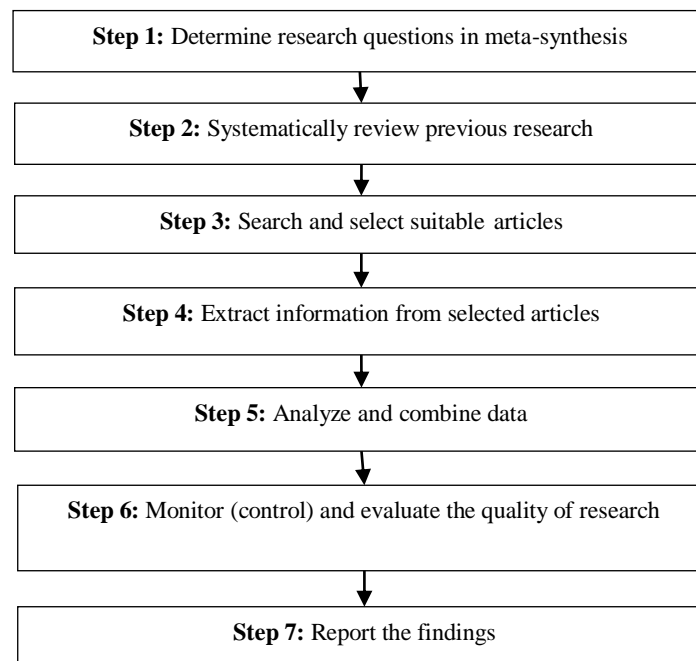 Step 1: Determine research questions in meta-synthesis
Step 2: Systematically review previous research
Step 3: Search and select suitable articles
Step 4: Extract information from selected articles
Step 5: Analyze and combine data
Step 6: Monitor (control) and evaluate the quality of research
Step 7: Report the findings